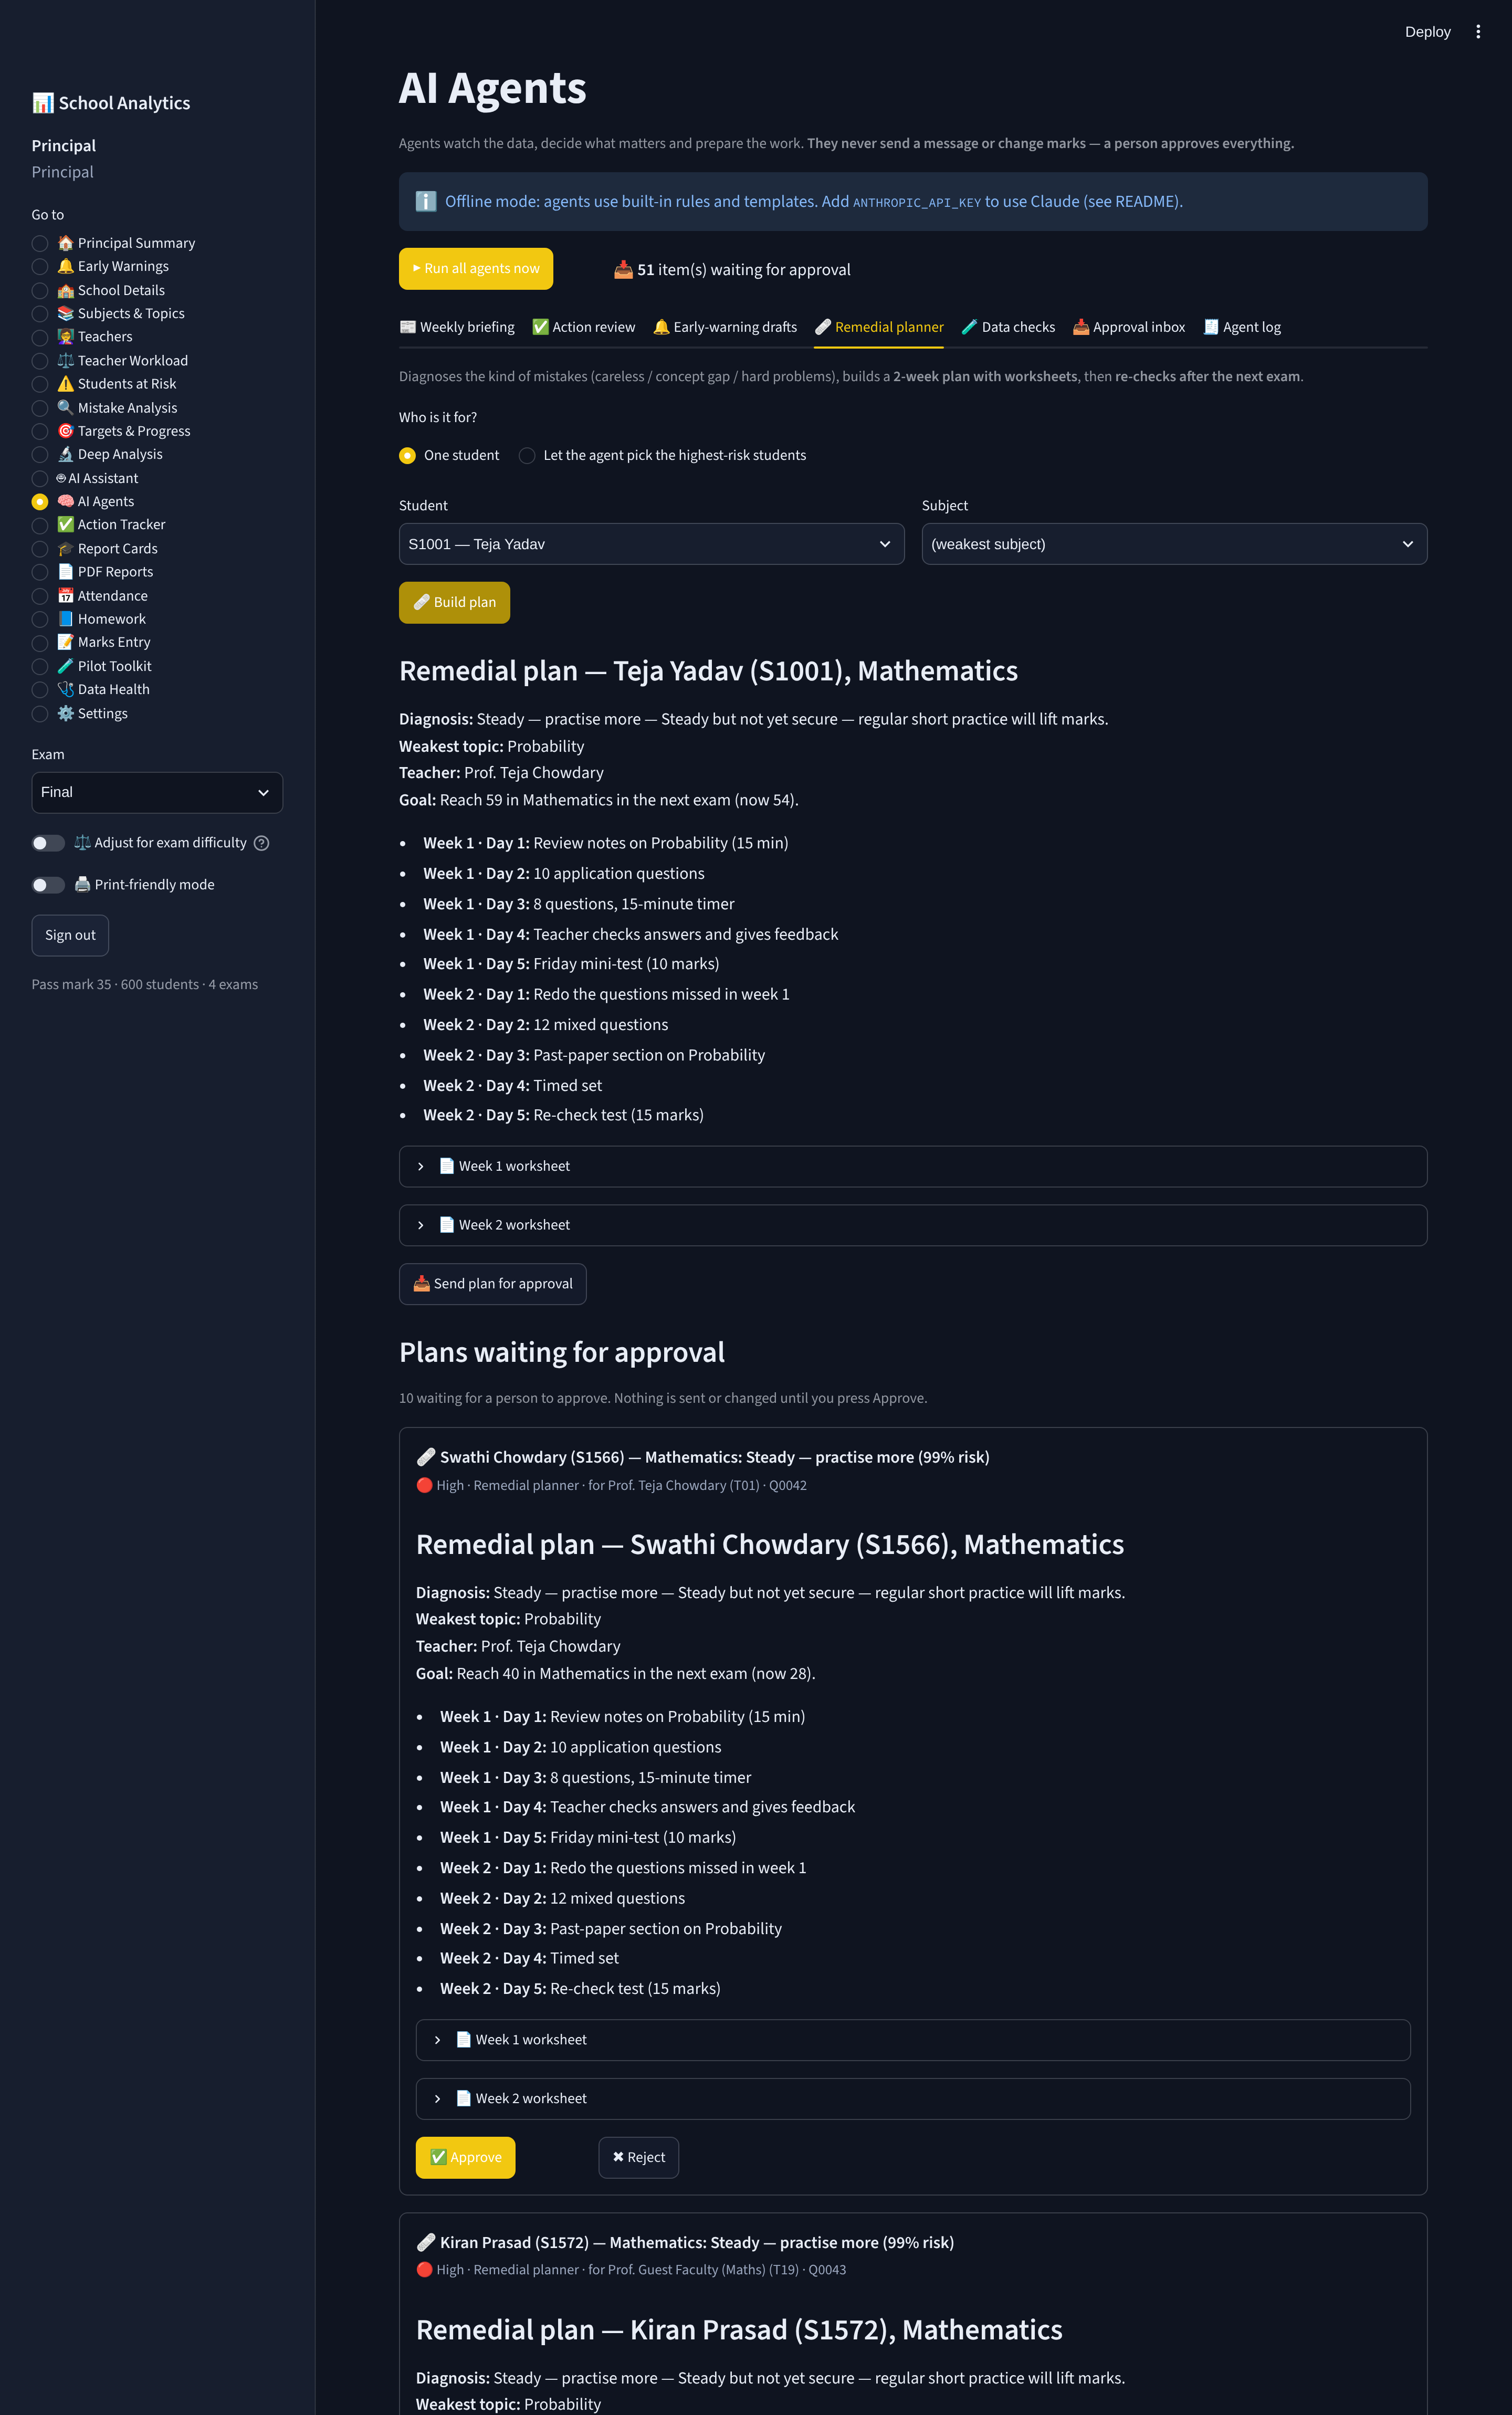 Deploy
📊 School Analytics
Principal
Principal
Go to
🏠 Principal Summary
🔔 Early Warnings
🏫 School Details
📚 Subjects & Topics
👩‍🏫 Teachers
⚖️ Teacher Workload
⚠️ Students at Risk
🔍 Mistake Analysis
🎯 Targets & Progress
🔬 Deep Analysis
AI Assistant
🧠 AI Agents
✅ Action Tracker
🎓 Report Cards
📄 PDF Reports
📅 Attendance
📘 Homework
📝 Marks Entry
🧪 Pilot Toolkit
🩺 Data Health
⚙️ Settings
Exam
Final
⚖️ Adjust for exam difficulty
🖨️ Print-friendly mode
Sign out
Pass mark 35 · 600 students · 4 exams
AI Agents
Agents watch the data, decide what matters and prepare the work. They never send a message or change marks — a person approves everything.
ℹ️ Offline mode: agents use built-in rules and templates. Add ANTHROPIC_API_KEY to use Claude (see README).
▶ Run all agents now
📥 51 item(s) waiting for approval
📰 Weekly briefing ✅ Action review 🔔 Early-warning drafts 🩹 Remedial planner 🧪 Data checks 📥 Approval inbox 🧾 Agent log
Diagnoses the kind of mistakes (careless / concept gap / hard problems), builds a 2-week plan with worksheets, then re-checks after the next exam.
Who is it for?
One student Let the agent pick the highest-risk students
Student Subject
S1001 — Teja Yadav (weakest subject)
🩹 Build plan
Remedial plan — Teja Yadav (S1001), Mathematics
Diagnosis: Steady — practise more — Steady but not yet secure — regular short practice will lift marks.
Weakest topic: Probability
Teacher: Prof. Teja Chowdary
Goal: Reach 59 in Mathematics in the next exam (now 54).
• Week 1 · Day 1: Review notes on Probability (15 min)
• Week 1 · Day 2: 10 application questions
• Week 1 · Day 3: 8 questions, 15-minute timer
• Week 1 · Day 4: Teacher checks answers and gives feedback
• Week 1 · Day 5: Friday mini-test (10 marks)
• Week 2 · Day 1: Redo the questions missed in week 1
• Week 2 · Day 2: 12 mixed questions
• Week 2 · Day 3: Past-paper section on Probability
• Week 2 · Day 4: Timed set
• Week 2 · Day 5: Re-check test (15 marks)
📄 Week 1 worksheet
📄 Week 2 worksheet
📥 Send plan for approval
Plans waiting for approval
10 waiting for a person to approve. Nothing is sent or changed until you press Approve.
🩹 Swathi Chowdary (S1566) — Mathematics: Steady — practise more (99% risk)
🔴 High · Remedial planner · for Prof. Teja Chowdary (T01) · Q0042
Remedial plan — Swathi Chowdary (S1566), Mathematics
Diagnosis: Steady — practise more — Steady but not yet secure — regular short practice will lift marks.
Weakest topic: Probability
Teacher: Prof. Teja Chowdary
Goal: Reach 40 in Mathematics in the next exam (now 28).
• Week 1 · Day 1: Review notes on Probability (15 min)
• Week 1 · Day 2: 10 application questions
• Week 1 · Day 3: 8 questions, 15-minute timer
• Week 1 · Day 4: Teacher checks answers and gives feedback
• Week 1 · Day 5: Friday mini-test (10 marks)
• Week 2 · Day 1: Redo the questions missed in week 1
• Week 2 · Day 2: 12 mixed questions
• Week 2 · Day 3: Past-paper section on Probability
• Week 2 · Day 4: Timed set
• Week 2 · Day 5: Re-check test (15 marks)
📄 Week 1 worksheet
📄 Week 2 worksheet
✅ Approve ✖ Reject
🩹 Kiran Prasad (S1572) — Mathematics: Steady — practise more (99% risk)
🔴 High · Remedial planner · for Prof. Guest Faculty (Maths) (T19) · Q0043
Remedial plan — Kiran Prasad (S1572), Mathematics
Diagnosis: Steady — practise more — Steady but not yet secure — regular short practice will lift marks.
Weakest topic: Probability